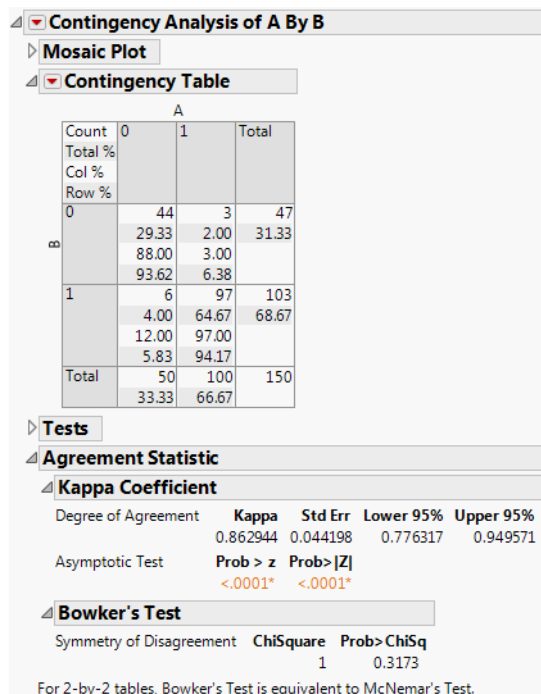 Contingency Analysis of A By B
Mosaic Plot
Contingency Table
A
Count 0 1 Total
Total %
Col %
Row %
B
0 44 3 47
29.33 2.00 31.33
88.00 3.00
93.62 6.38
1 6 97 103
4.00 64.67 68.67
12.00 97.00
5.83 94.17
Total 50 100 150
33.33 66.67
Tests
Agreement Statistic
Kappa Coefficient
Degree of Agreement Kappa Std Err Lower 95% Upper 95%
0.862944 0.044198 0.776317 0.949571
Asymptotic Test Prob > z Prob>|Z|
<.0001* <.0001*
Bowker's Test
Symmetry of Disagreement ChiSquare Prob>ChiSq
1 0.3173
For 2-by-2 tables, Bowker's Test is equivalent to McNemar's Test.